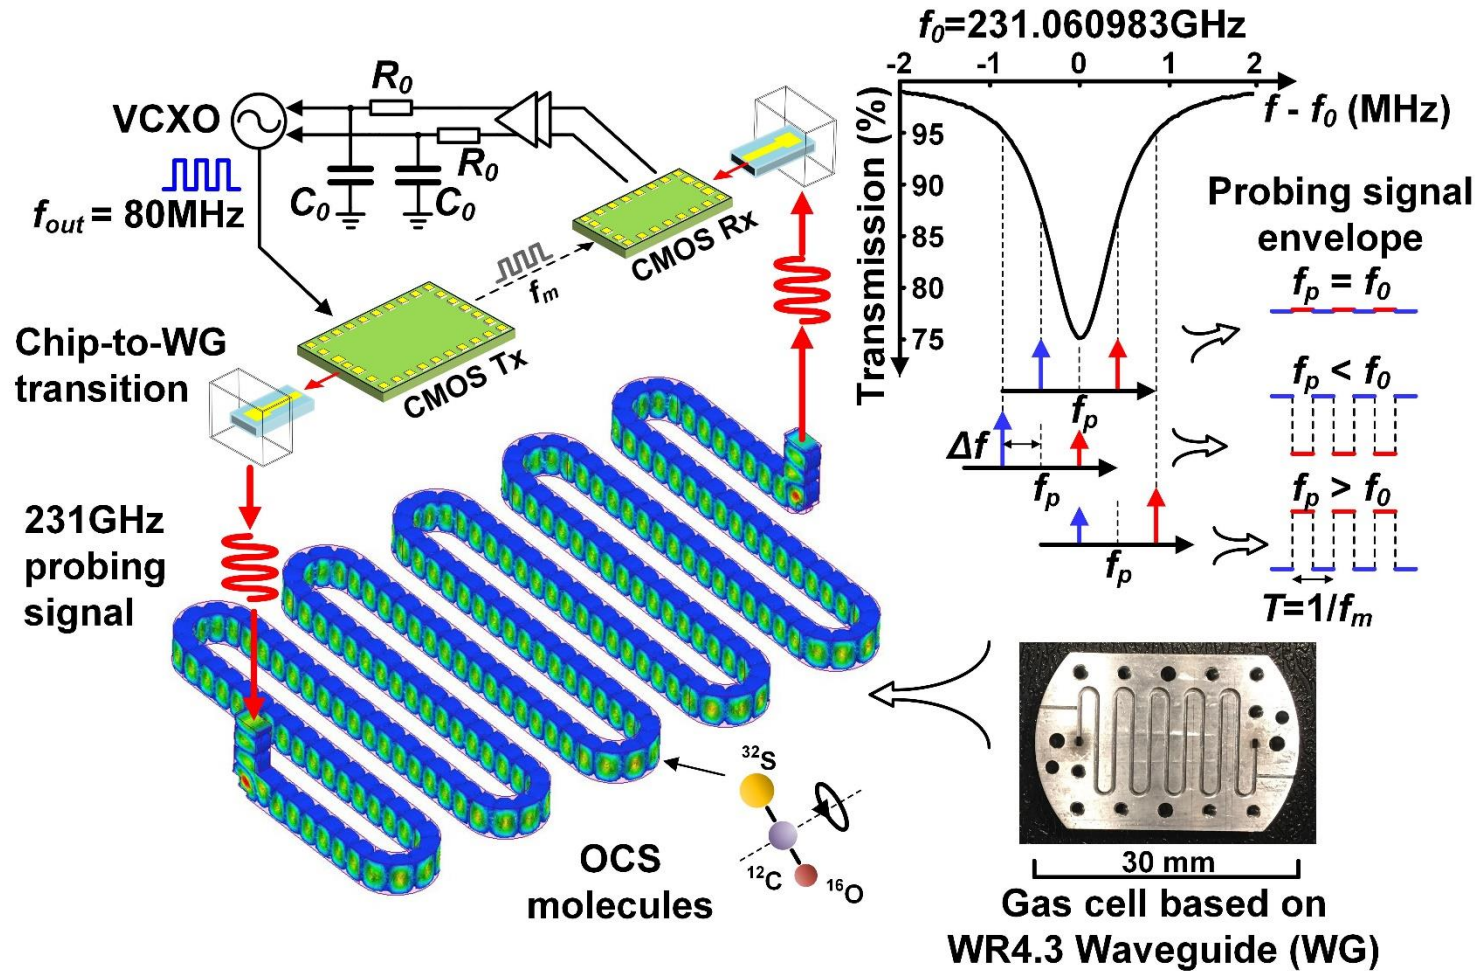 f0=231.060983GHz
-2 -1 0 1 2
f - f0 (MHz)
Transmission (%)
95
90
85
80
75
R0
VCXO
R0
C0
C0
fout = 80MHz
CMOS Rx
fm
CMOS Tx
Chip-to-WG
transition
Probing signal
envelope
fp = f0
fp
fp < f0
Δf
fp
fp > f0
fp
T=1/fm
231GHz
probing
signal
32S
12C
16O
OCS
molecules
30 mm
Gas cell based on
WR4.3 Waveguide (WG)